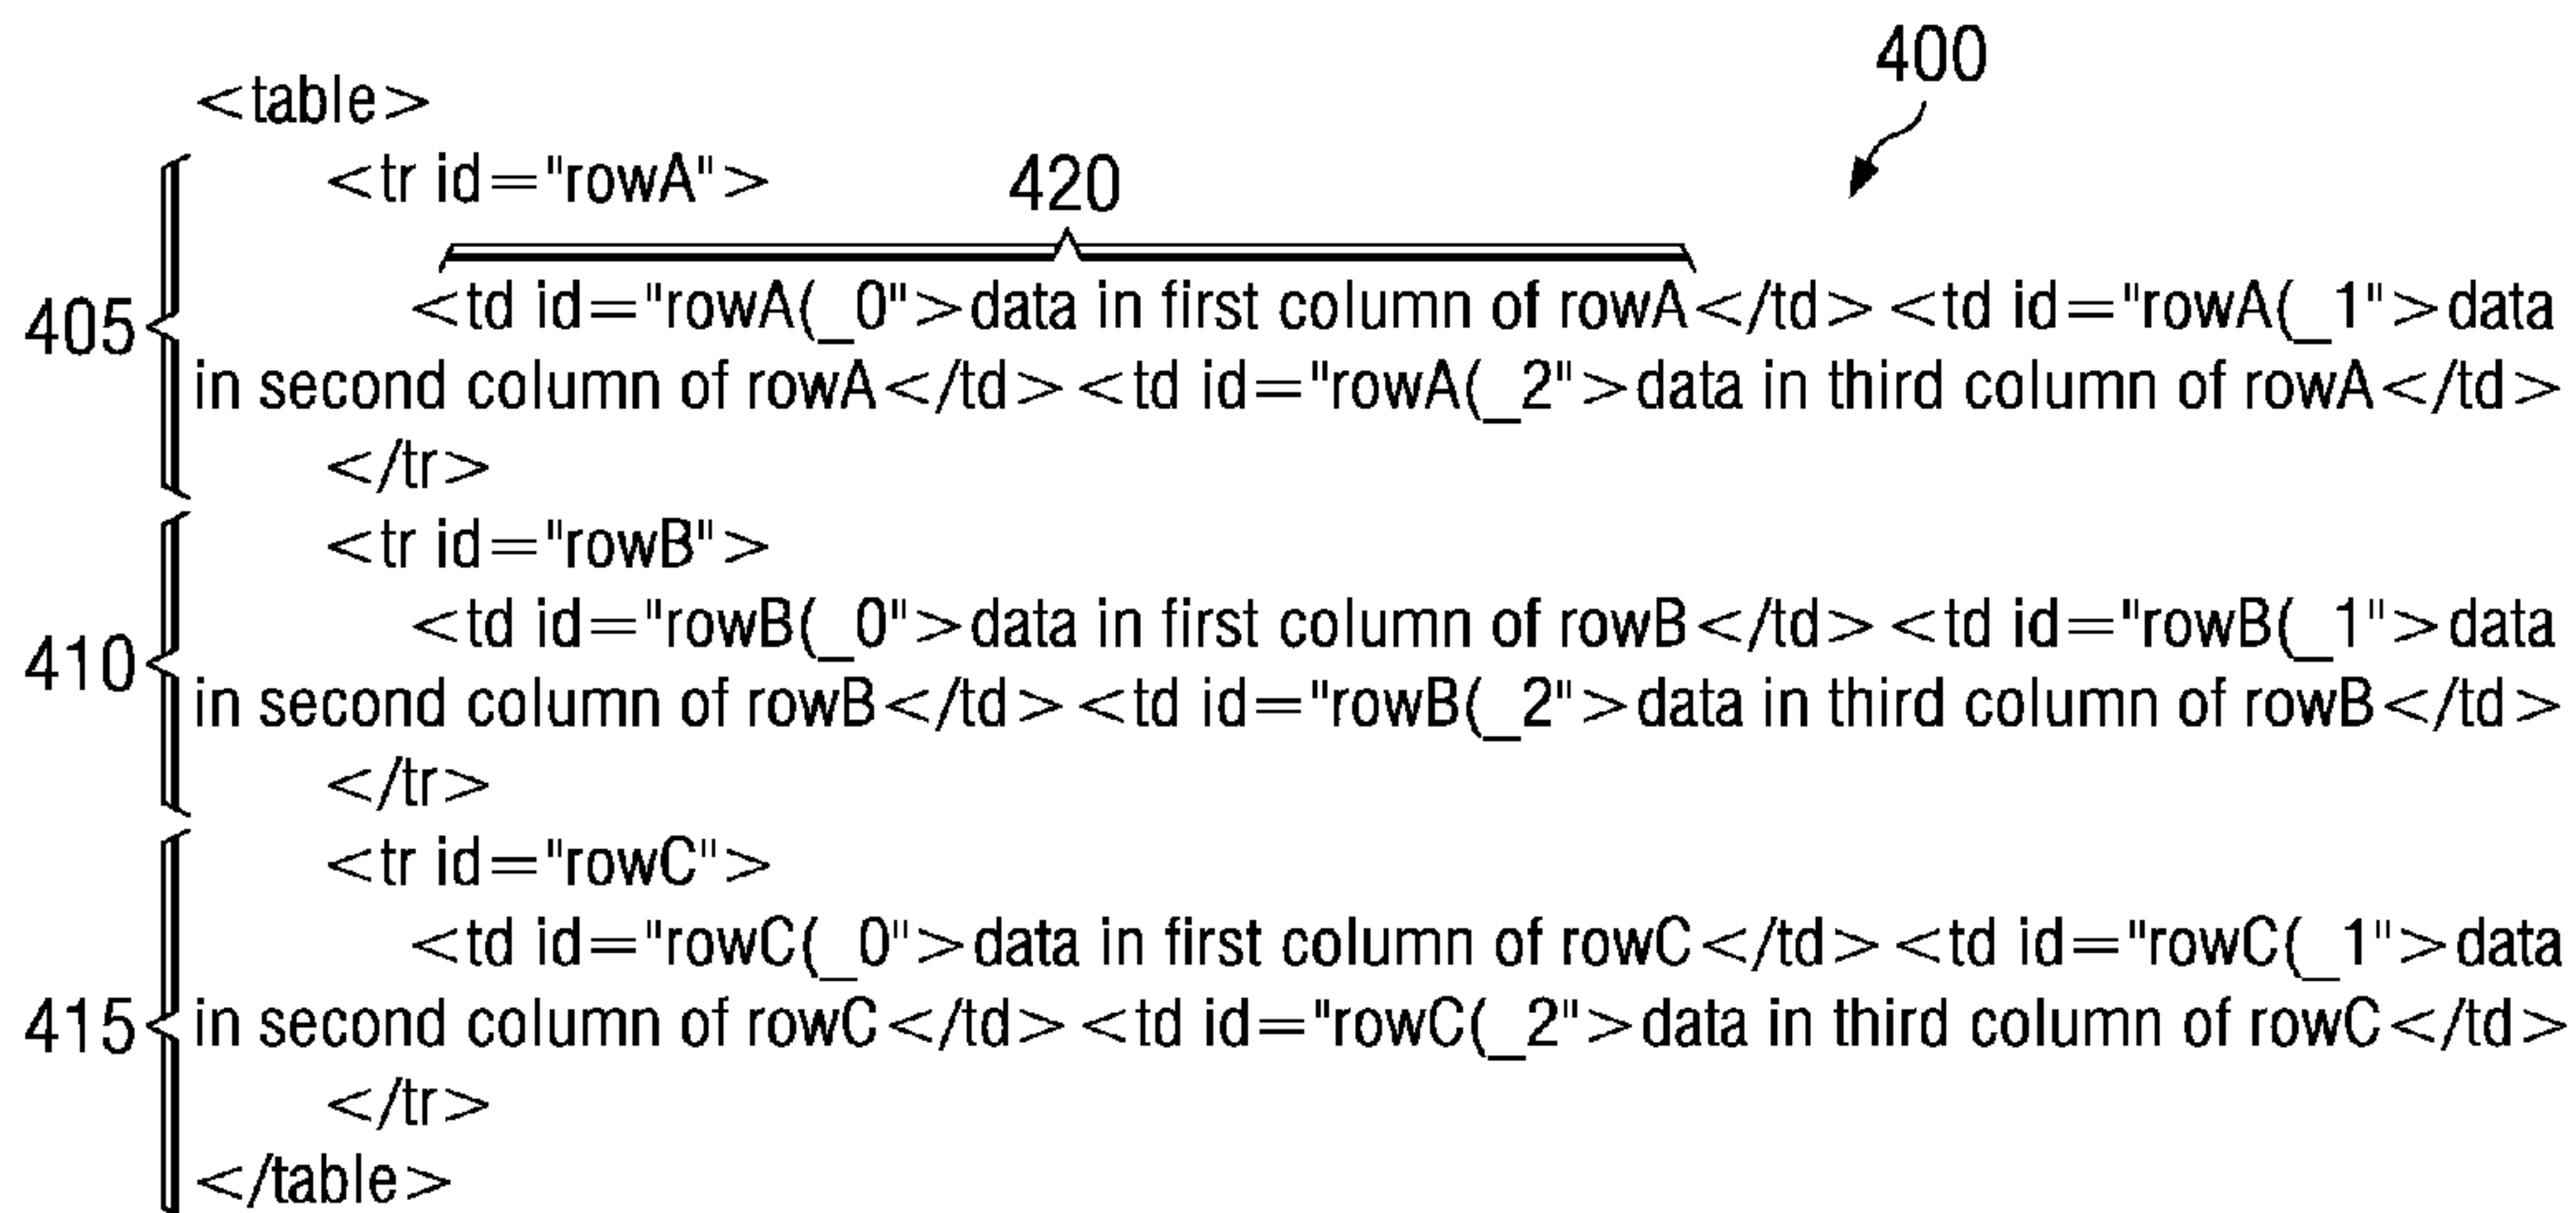 400
<table>
<tr id="rowA">
420
405
<td id="rowA(_0">data in first column of rowA</td><td id="rowA(_1">data
in second column of rowA</td><td id="rowA(_2">data in third column of rowA</td>
</tr>
<tr id="rowB">
<td id="rowB(_0">data in first column of rowB</td><td id="rowB(_1">data
410
in second column of rowB</td><td id="rowB(_2">data in third column of rowB</td>
</tr>
<tr id="rowC">
<td id="rowC(_0">data in first column of rowC</td><td id="rowC(_1">data
415
in second column of rowC</td><td id="rowC(_2">data in third column of rowC</td>
</tr>
</table>